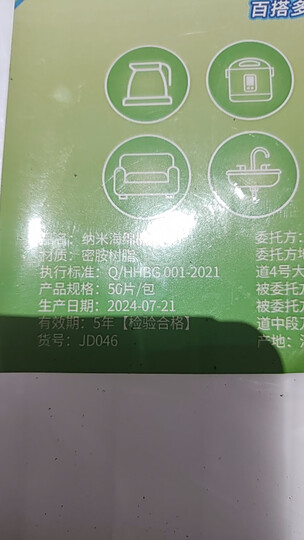 百搭多
品名：纳米海绵
委托方：
材质：密胺树脂
委托方地
执行标准：Q/HHBG 001-2021
道4号大
产品规格：50片/包
被委托方
生产日期：2024-07-21
被委托方
有效期：5年【检验合格】
道中段
货号：JD046
产地：